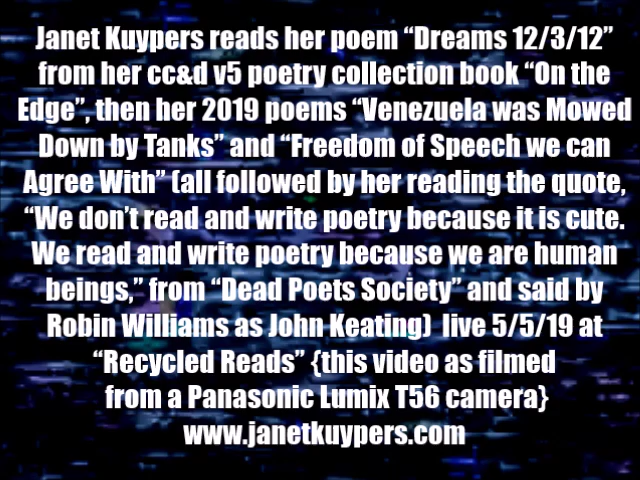 Janet Kuypers reads her poem “Dreams 12/3/12”
from her cc&d v5 poetry collection book “On the
Edge”, then her 2019 poems “Venezuela was Mowed
Down by Tanks” and “Freedom of Speech we can
Agree With” (all followed by her reading the quote,
“We don’t read and write poetry because it is cute.
We read and write poetry because we are human
beings,” from “Dead Poets Society” and said by
Robin Williams as John Keating)  live 5/5/19 at
“Recycled Reads” {this video as filmed
from a Panasonic Lumix T56 camera}
www.janetkuypers.com